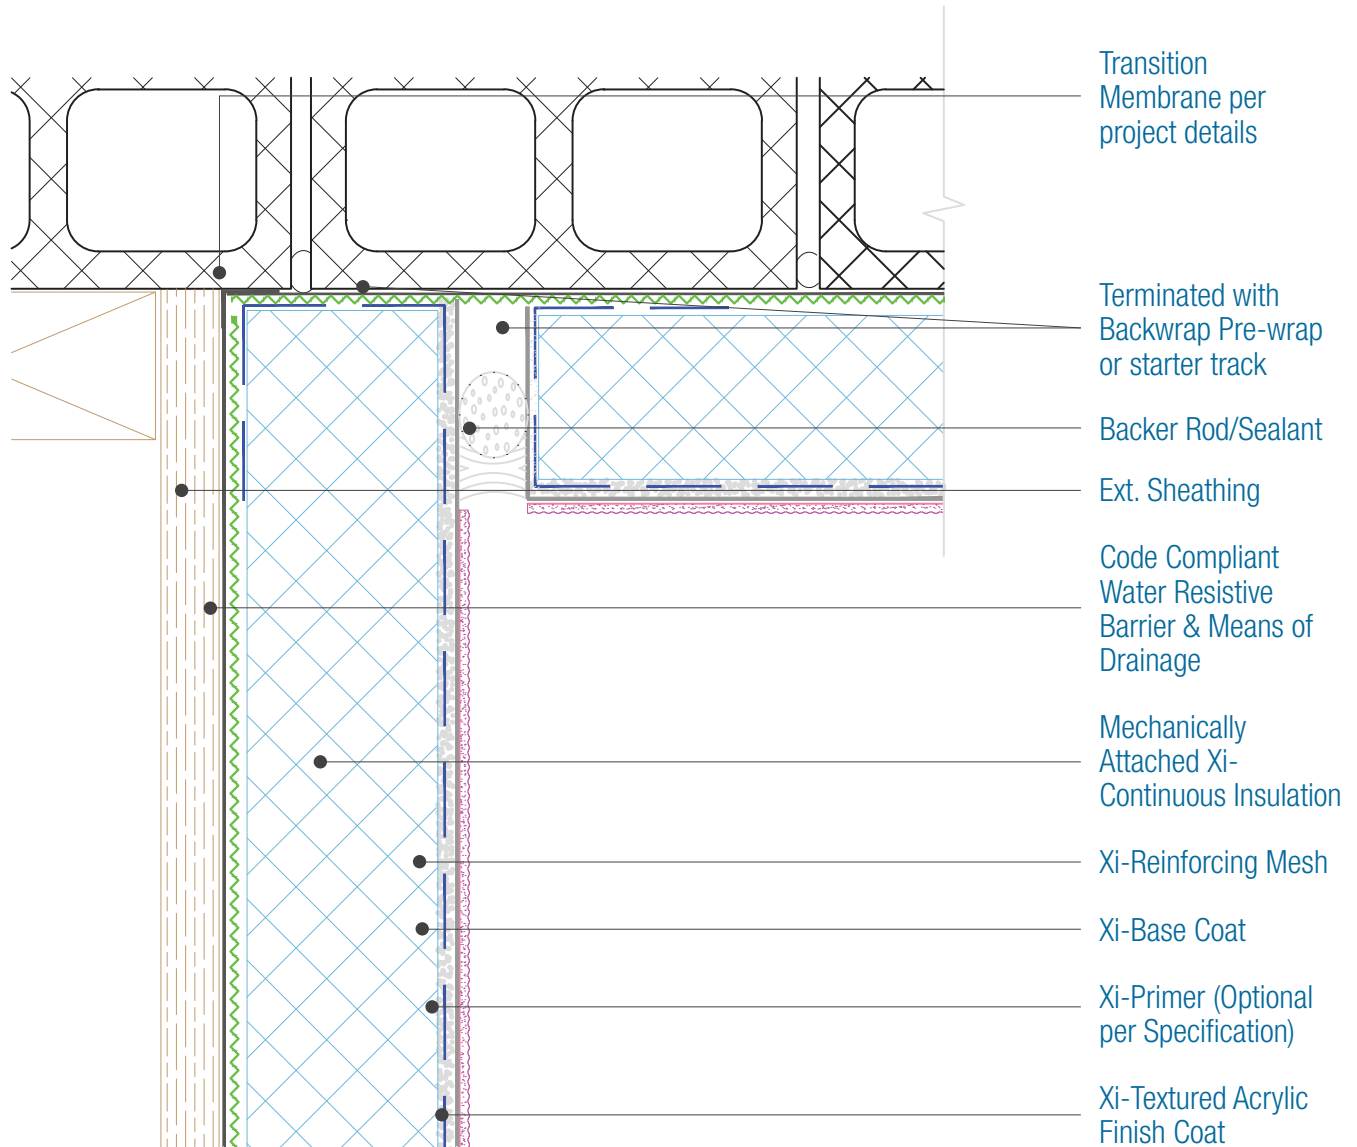 Transition
Membrane per
project details
Terminated with
Backwrap Pre-wrap
or starter track
Backer Rod/Sealant
Ext. Sheathing
Code Compliant
Water Resistive
Barrier & Means of
Drainage
Mechanically
Attached Xi-
Continuous Insulation
Xi-Reinforcing Mesh
Xi-Base Coat
Xi-Primer (Optional
per Specification)
Xi-Textured Acrylic
Finish Coat